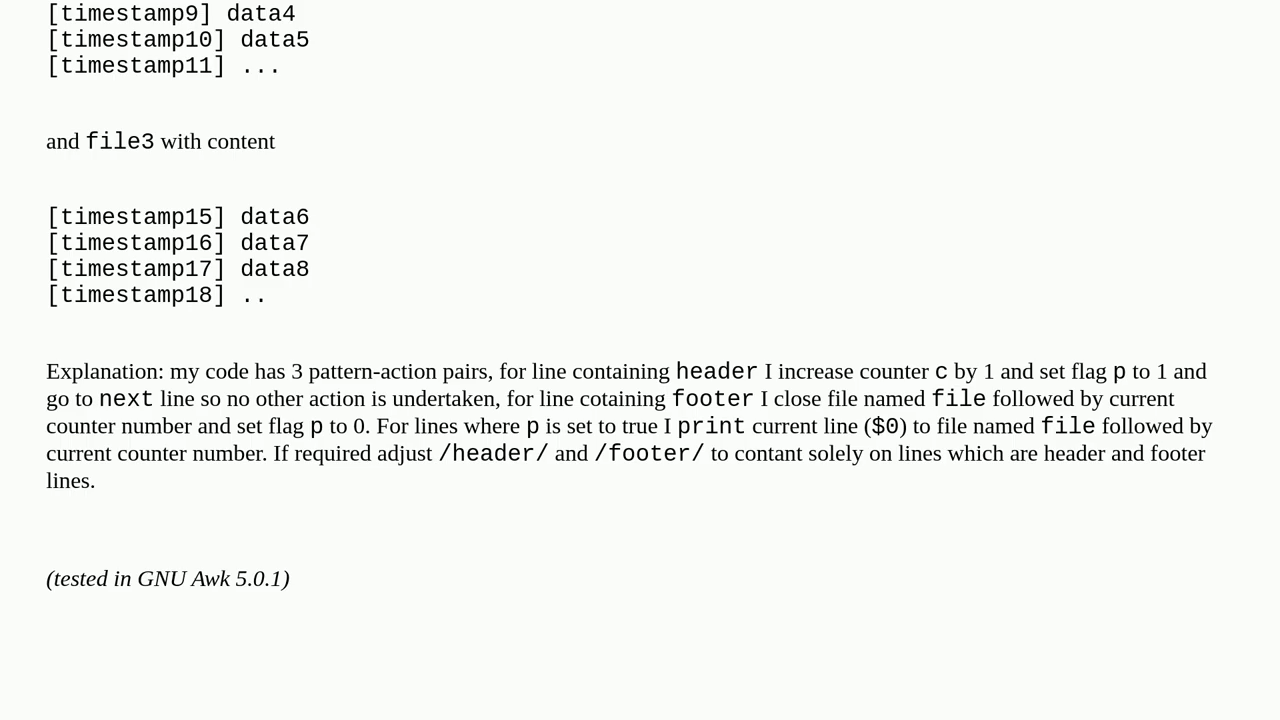 [timestamp9] data4
[timestamp10] data5
[timestamp11] ...
and file3 with content
[timestamp15] data6
[timestamp16] data7
[timestamp17] data8
[timestamp18] ..
Explanation: my code has 3 pattern-action pairs, for line containing header I increase counter c by 1 and set flag p to 1 and
go to next line so no other action is undertaken, for line cotaining footer I close file named file followed by current
counter number and set flag p to 0. For lines where p is set to true I print current line ($0) to file named file followed by
current counter number. If required adjust /header/ and /footer/ to contant solely on lines which are header and footer
lines.
(tested in GNU Awk 5.0.1)